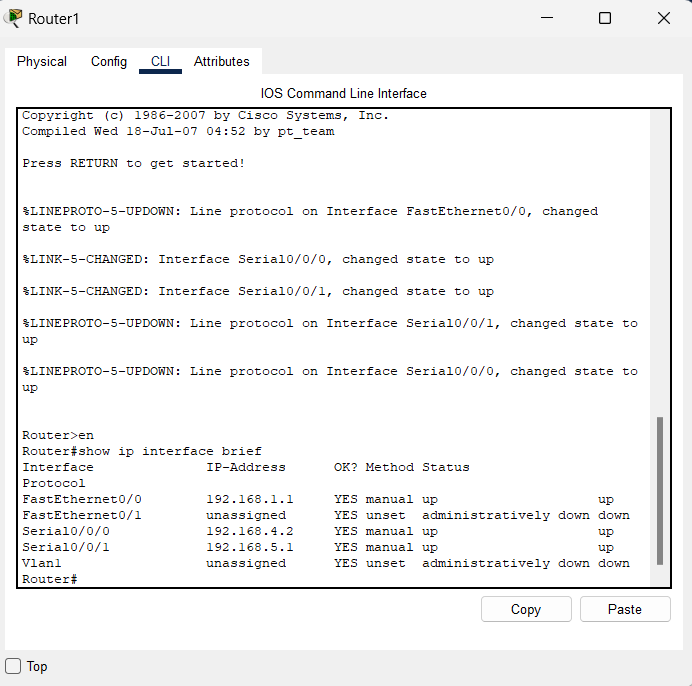 Router1
Physical Config CLI Attributes
IOS Command Line Interface
Copyright (c) 1986-2007 by Cisco Systems, Inc.
Compiled Wed 18-Jul-07 04:52 by pt_team
Press RETURN to get started!
%LINEPROTO-5-UPDOWN: Line protocol on Interface FastEthernet0/0, changed
state to up
%LINK-5-CHANGED: Interface Serial0/0/0, changed state to up
%LINK-5-CHANGED: Interface Serial0/0/1, changed state to up
%LINEPROTO-5-UPDOWN: Line protocol on Interface Serial0/0/1, changed state to
up
%LINEPROTO-5-UPDOWN: Line protocol on Interface Serial0/0/0, changed state to
up
Router>en
Router#show ip interface brief
Interface              IP-Address      OK? Method Status
Protocol
FastEthernet0/0        192.168.1.1     YES manual up                    up
FastEthernet0/1        unassigned      YES unset  administratively down down
Serial0/0/0            192.168.4.2     YES manual up                    up
Serial0/0/1            192.168.5.1     YES manual up                    up
Vlan1                  unassigned      YES unset  administratively down down
Router#
Copy Paste
Top